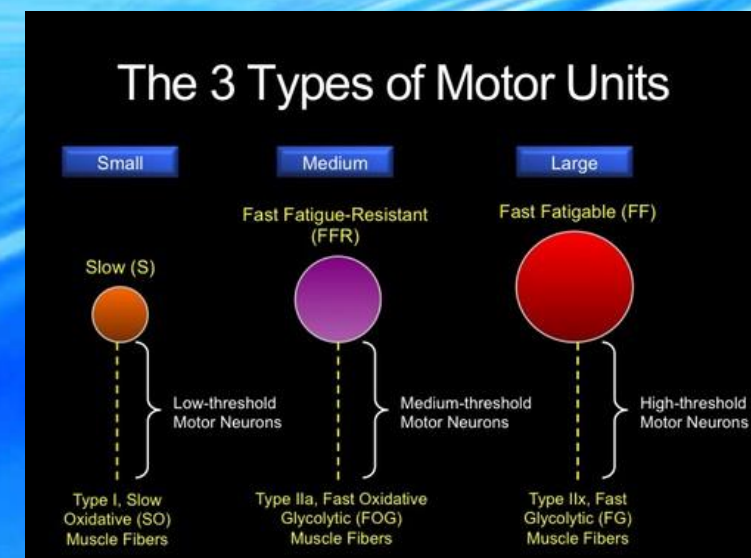 The 3 Types of Motor Units
Small
Medium
Large
Slow (S)
Fast Fatigue-Resistant
(FFR)
Fast Fatigable (FF)
Low-threshold
Motor Neurons
Medium-threshold
Motor Neurons
High-threshold
Motor Neurons
Type I, Slow
Oxidative (SO)
Muscle Fibers
Type IIa, Fast Oxidative
Glycolytic (FOG)
Muscle Fibers
Type IIx, Fast
Glycolytic (FG)
Muscle Fibers